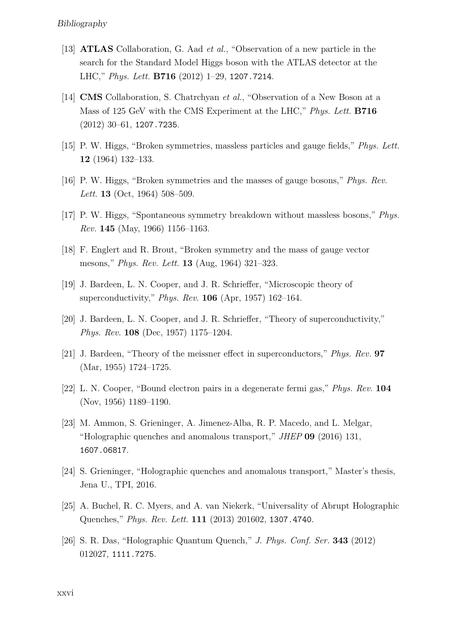 Bibliography
[13] ATLAS Collaboration, G. Aad et al., “Observation of a new particle in the
search for the Standard Model Higgs boson with the ATLAS detector at the
LHC,” Phys. Lett. B716 (2012) 1–29, 1207.7214.
[14] CMS Collaboration, S. Chatrchyan et al., “Observation of a New Boson at a
Mass of 125 GeV with the CMS Experiment at the LHC,” Phys. Lett. B716
(2012) 30–61, 1207.7235.
[15] P. W. Higgs, “Broken symmetries, massless particles and gauge fields,” Phys. Lett.
12 (1964) 132–133.
[16] P. W. Higgs, “Broken symmetries and the masses of gauge bosons,” Phys. Rev.
Lett. 13 (Oct, 1964) 508–509.
[17] P. W. Higgs, “Spontaneous symmetry breakdown without massless bosons,” Phys.
Rev. 145 (May, 1966) 1156–1163.
[18] F. Englert and R. Brout, “Broken symmetry and the mass of gauge vector
mesons,” Phys. Rev. Lett. 13 (Aug, 1964) 321–323.
[19] J. Bardeen, L. N. Cooper, and J. R. Schrieffer, “Microscopic theory of
superconductivity,” Phys. Rev. 106 (Apr, 1957) 162–164.
[20] J. Bardeen, L. N. Cooper, and J. R. Schrieffer, “Theory of superconductivity,”
Phys. Rev. 108 (Dec, 1957) 1175–1204.
[21] J. Bardeen, “Theory of the meissner effect in superconductors,” Phys. Rev. 97
(Mar, 1955) 1724–1725.
[22] L. N. Cooper, “Bound electron pairs in a degenerate fermi gas,” Phys. Rev. 104
(Nov, 1956) 1189–1190.
[23] M. Ammon, S. Grieninger, A. Jimenez-Alba, R. P. Macedo, and L. Melgar,
“Holographic quenches and anomalous transport,” JHEP 09 (2016) 131,
1607.06817.
[24] S. Grieninger, “Holographic quenches and anomalous transport,” Master’s thesis,
Jena U., TPI, 2016.
[25] A. Buchel, R. C. Myers, and A. van Niekerk, “Universality of Abrupt Holographic
Quenches,” Phys. Rev. Lett. 111 (2013) 201602, 1307.4740.
[26] S. R. Das, “Holographic Quantum Quench,” J. Phys. Conf. Ser. 343 (2012)
012027, 1111.7275.
xxvi